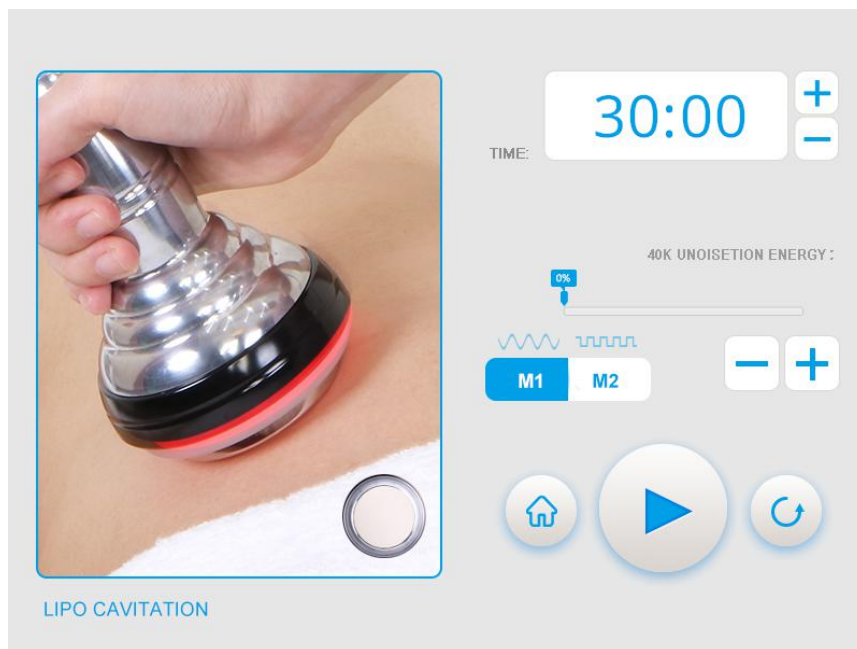 30:00
TIME:
40K UNOISETION ENERGY:
0%
M1 M2
LIPO CAVITATION